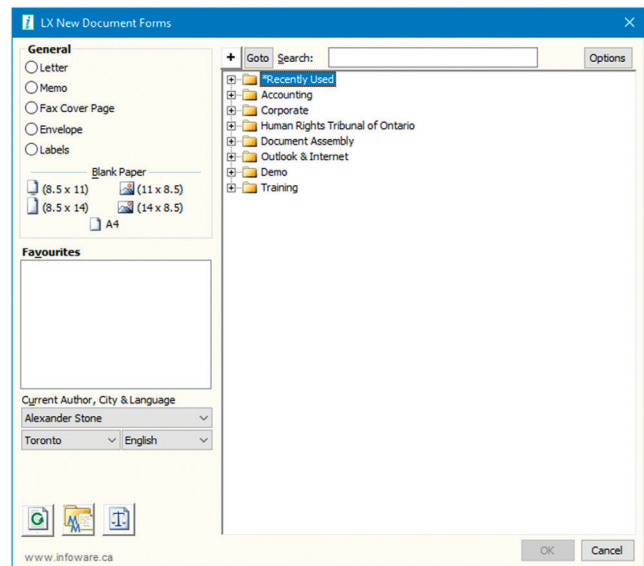 LX New Document Forms
General
Letter
Memo
Fax Cover Page
Envelope
Labels
Blank Paper
(8.5 x 11) (11 x 8.5)
(8.5 x 14) (14 x 8.5)
A4
Favourites
Current Author, City & Language
Alexander Stone
Toronto English
www.infoware.ca
+ Goto Search: Options
*Recently Used
Accounting
Corporate
Human Rights Tribunal of Ontario
Document Assembly
Outlook & Internet
Demo
Training
OK Cancel